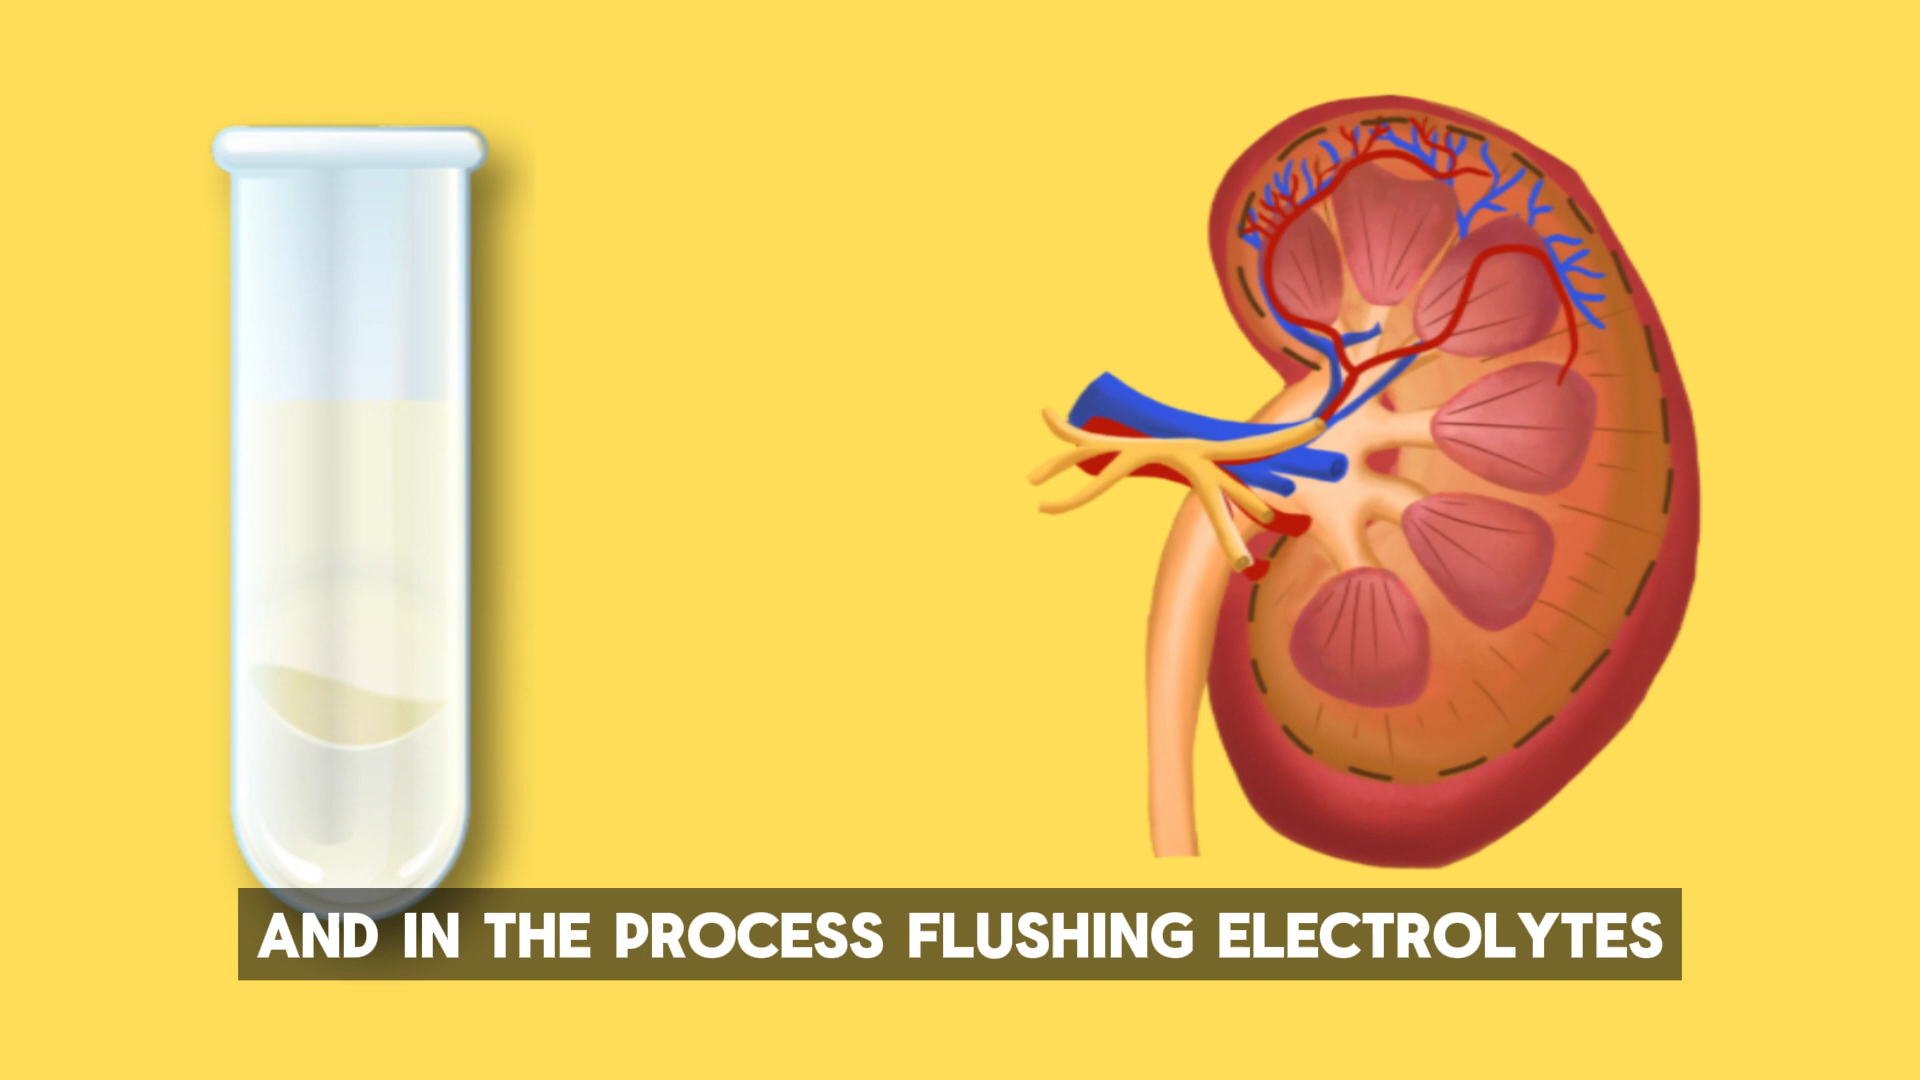 AND IN THE PROCESS FLUSHING ELECTROLYTES